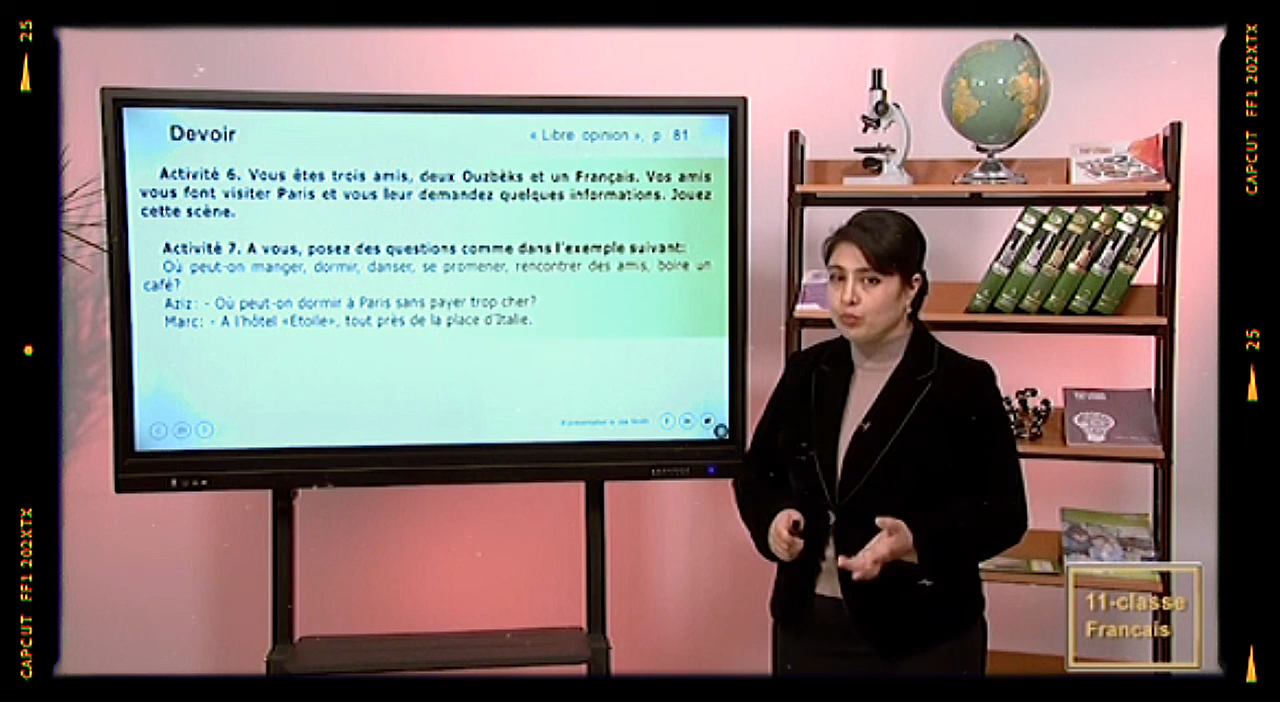 Devoir
« Libre opinion », p 81
Activité 6. Vous êtes trois amis, deux Ouzbèks et un Français. Vos amis
vous font visiter Paris et vous leur demandez quelques informations. Jouez
cette scène.
Activité 7. A vous, posez des questions comme dans l'exemple suivant:
Où peut-on manger, dormir, danser, se promener, rencontrer des amis, boire un
café?
Aziz: - Où peut-on dormir à Paris sans payer trop cher?
Marc: - A l'hôtel «Etoile», tout près de la place d'Italie.
11-classe
Francais
25
CAPCUT FF1 202XTX
CAPCUT FF1 202XTX
25